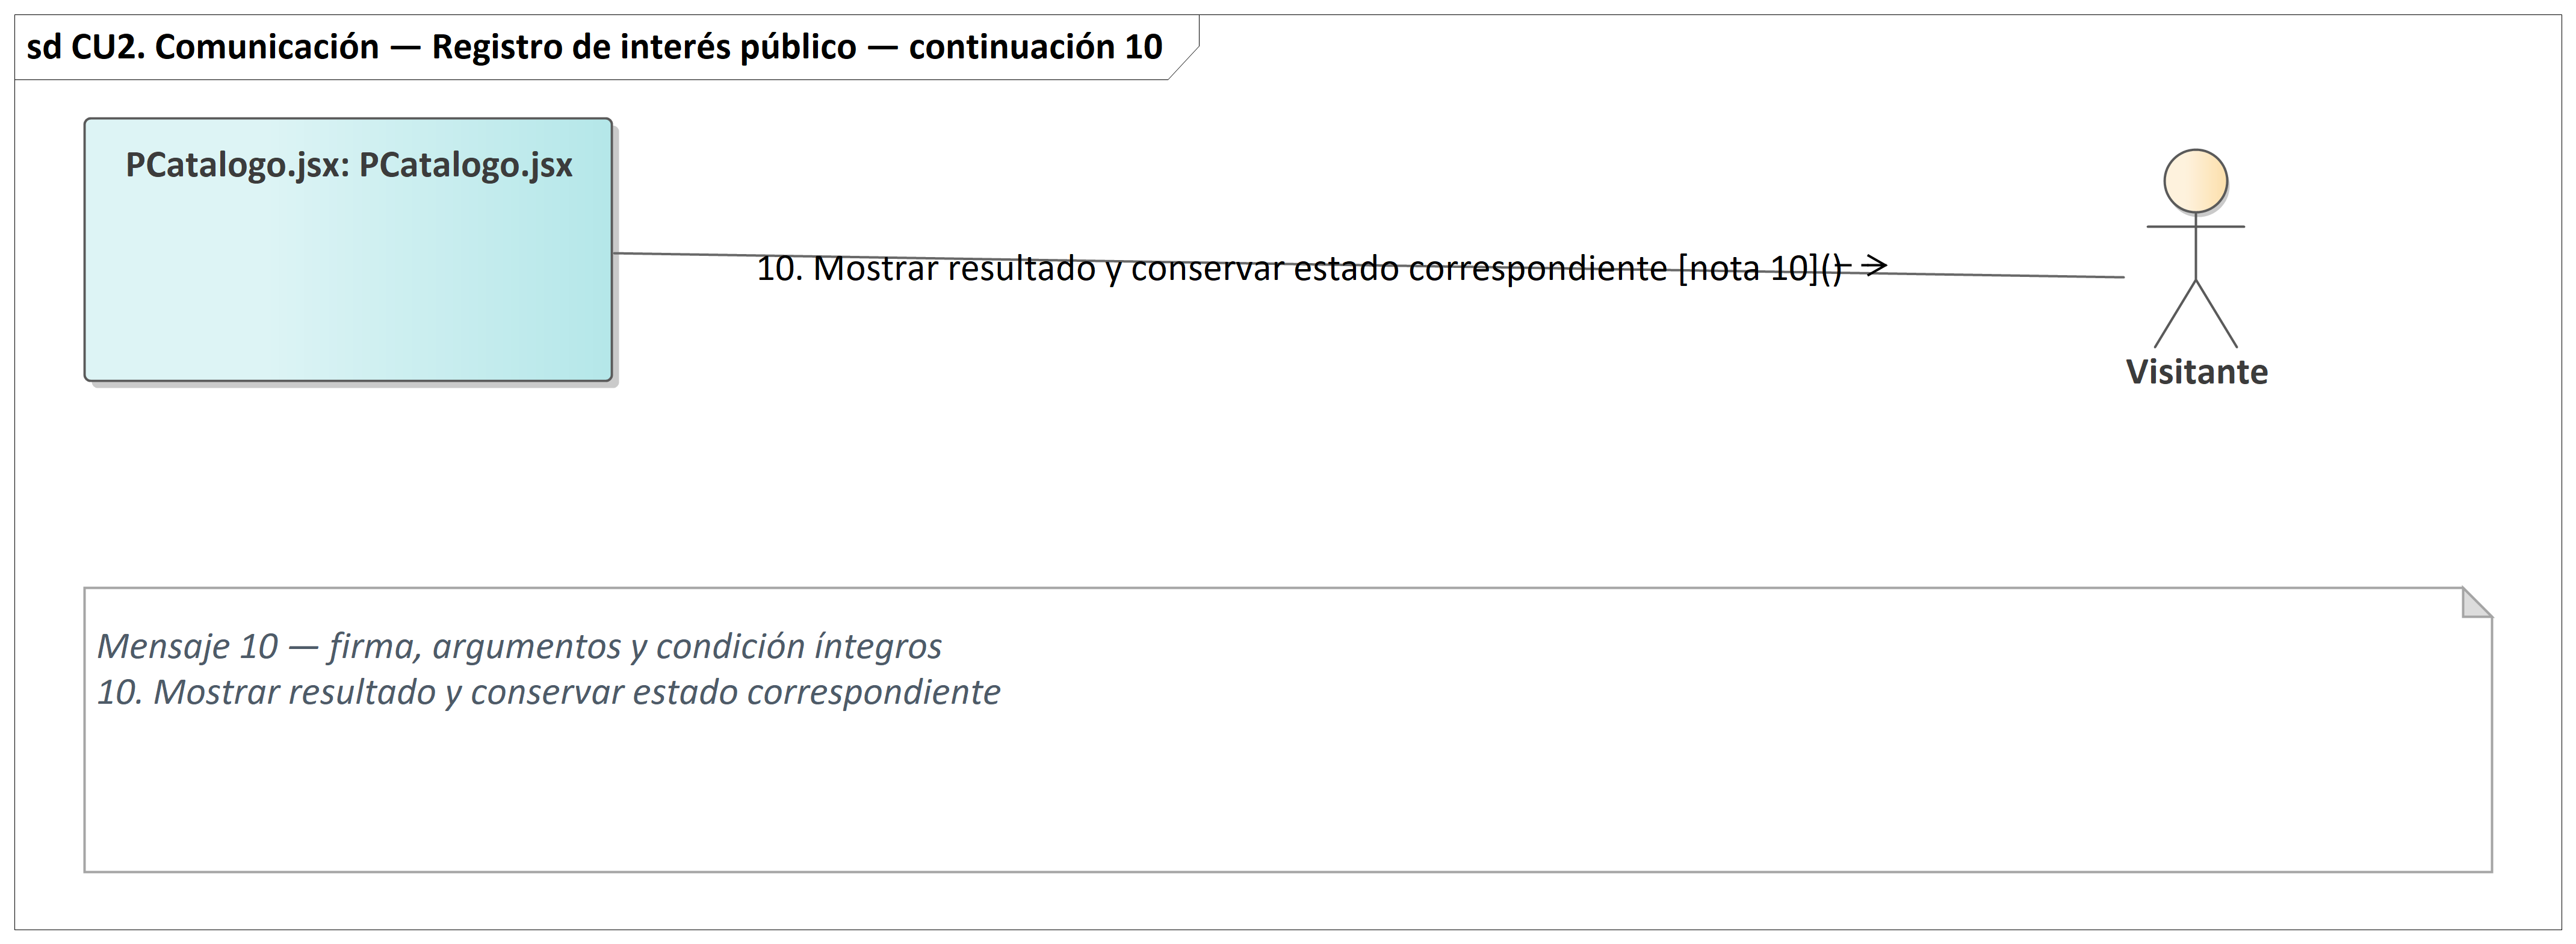 sd CU2. Comunicación — Registro de interés público — continuación 10
PCatalogo.jsx: PCatalogo.jsx
10. Mostrar resultado y conservar estado correspondiente [nota 10]()
Visitante
Mensaje 10 — firma, argumentos y condición íntegros
10. Mostrar resultado y conservar estado correspondiente